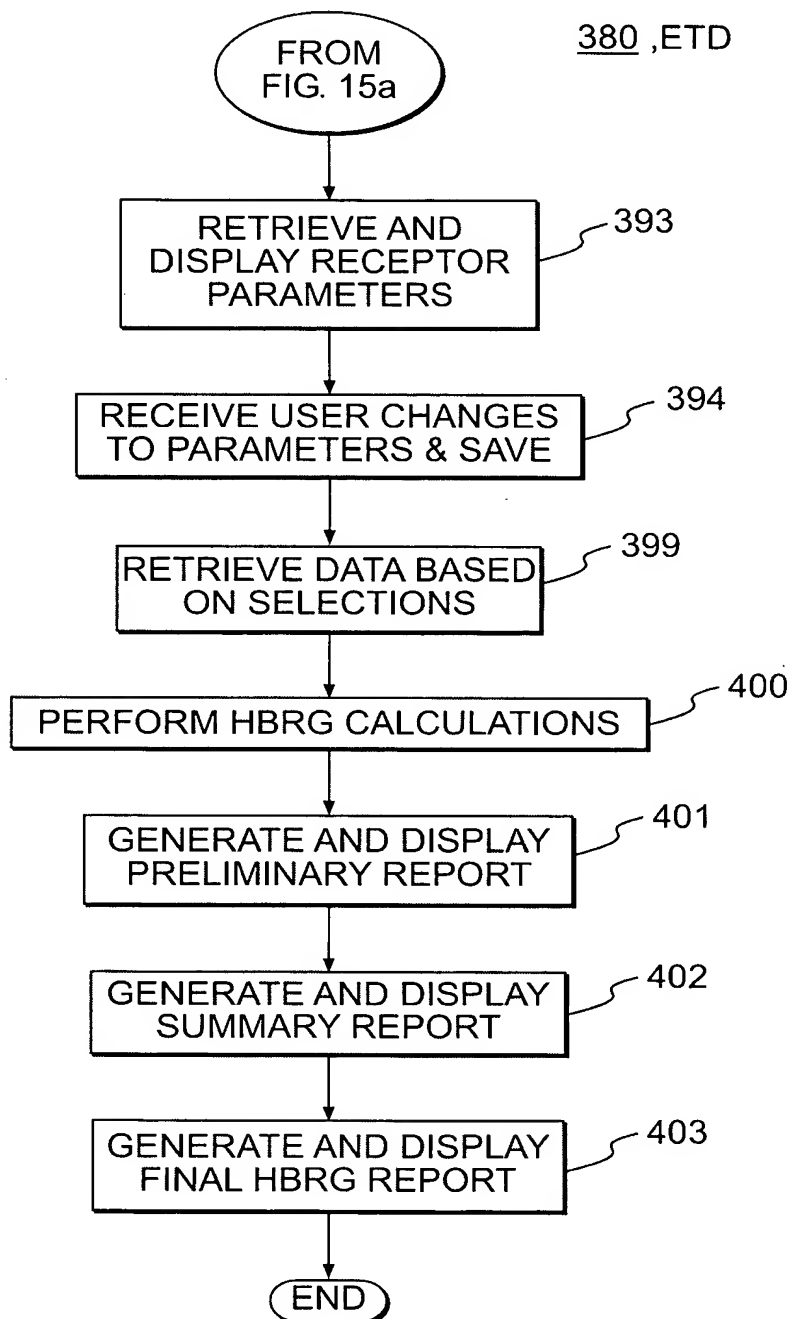 380 ,ETD
FROM
FIG. 15a
RETRIEVE AND
DISPLAY RECEPTOR
PARAMETERS
393
RECEIVE USER CHANGES
TO PARAMETERS & SAVE
394
RETRIEVE DATA BASED
ON SELECTIONS
399
PERFORM HBRG CALCULATIONS
400
GENERATE AND DISPLAY
PRELIMINARY REPORT
401
GENERATE AND DISPLAY
SUMMARY REPORT
402
GENERATE AND DISPLAY
FINAL HBRG REPORT
403
END